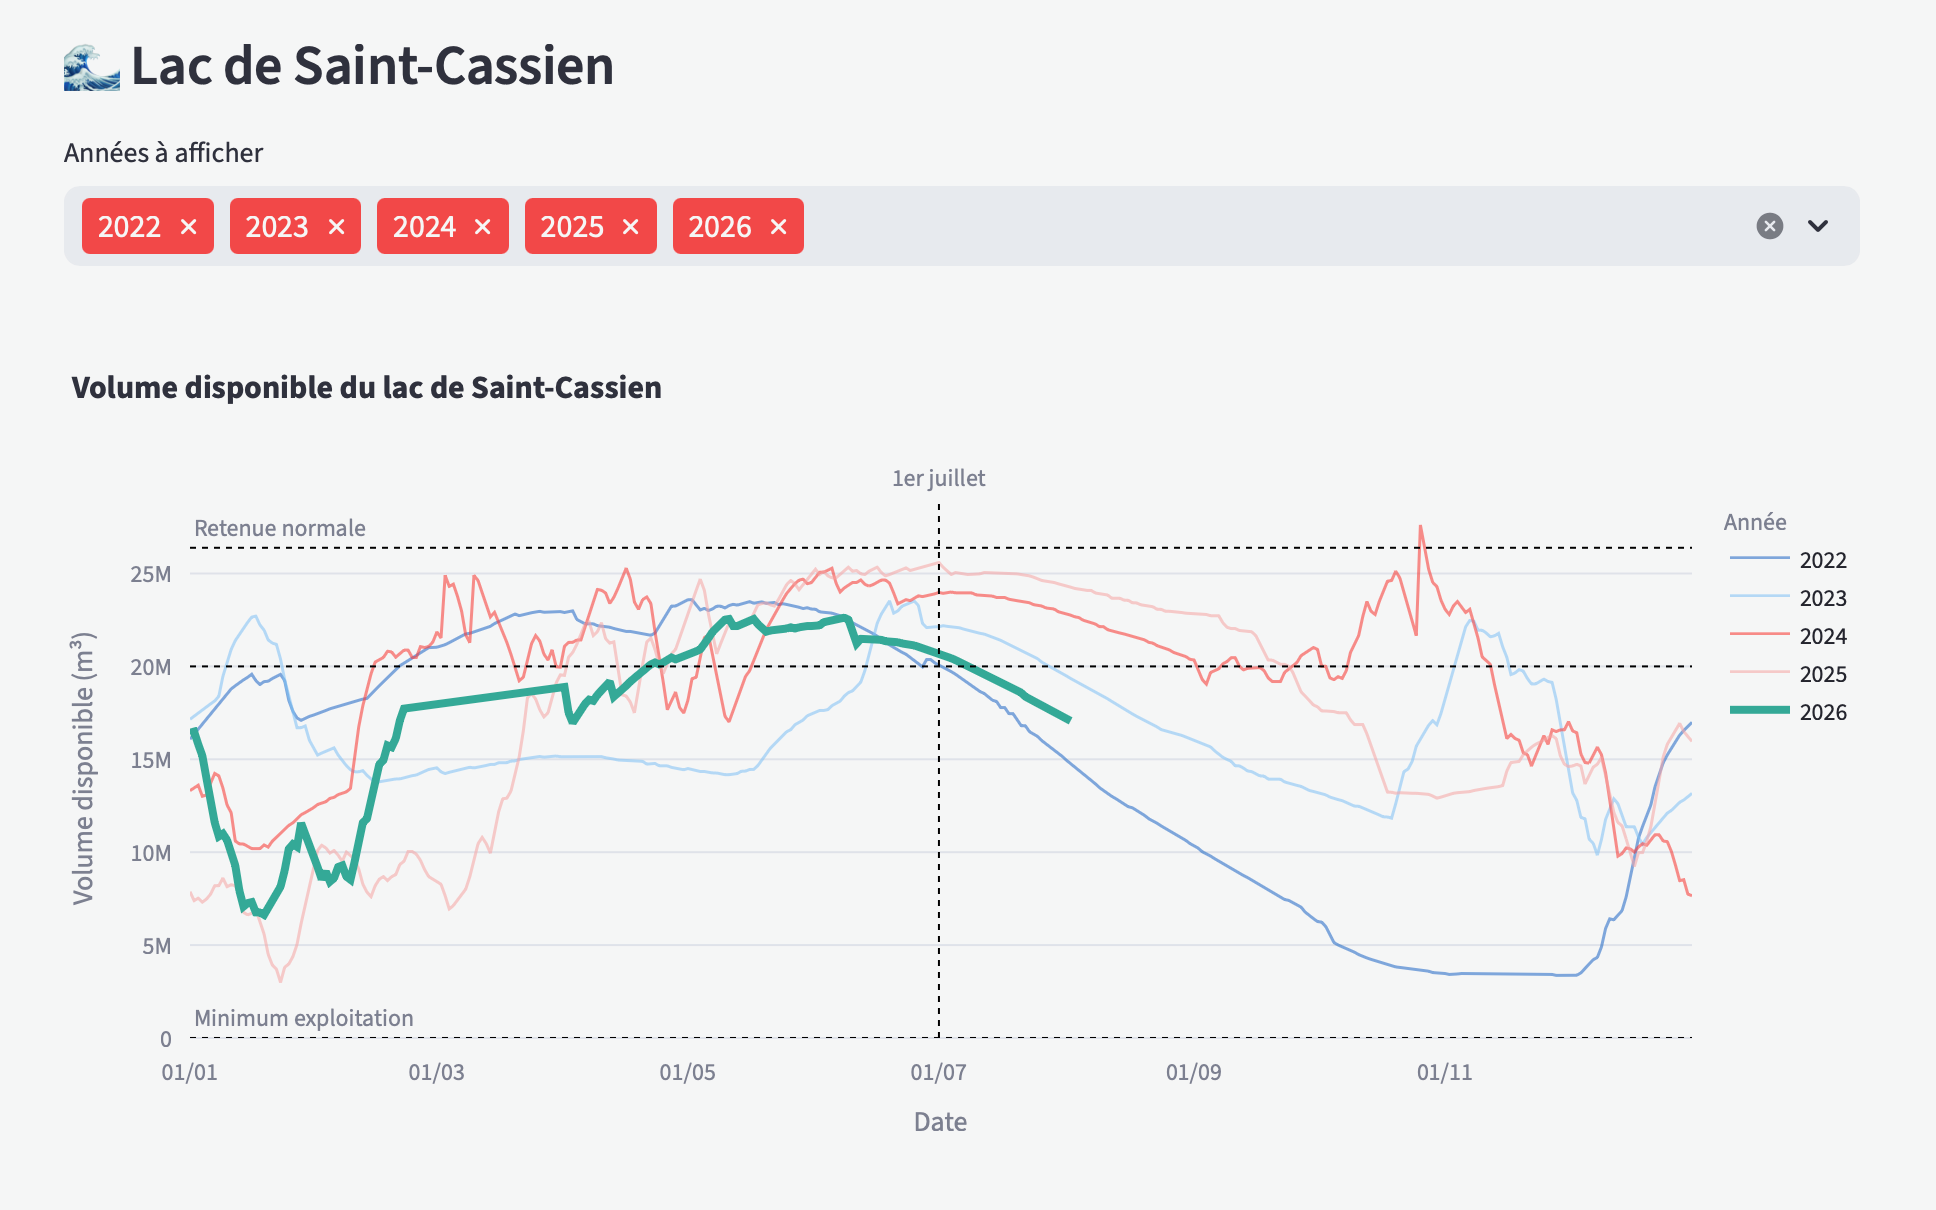 Lac de Saint-Cassien
Années à afficher
2022 × 2023 × 2024 × 2025 × 2026 ×
Volume disponible du lac de Saint-Cassien
1er juillet
Retenue normale
Année
2022
2023
2024
2025
2026
25M
20M
15M
10M
5M
0
Volume disponible (m³)
Minimum exploitation
01/01 01/03 01/05 01/07 01/09 01/11
Date